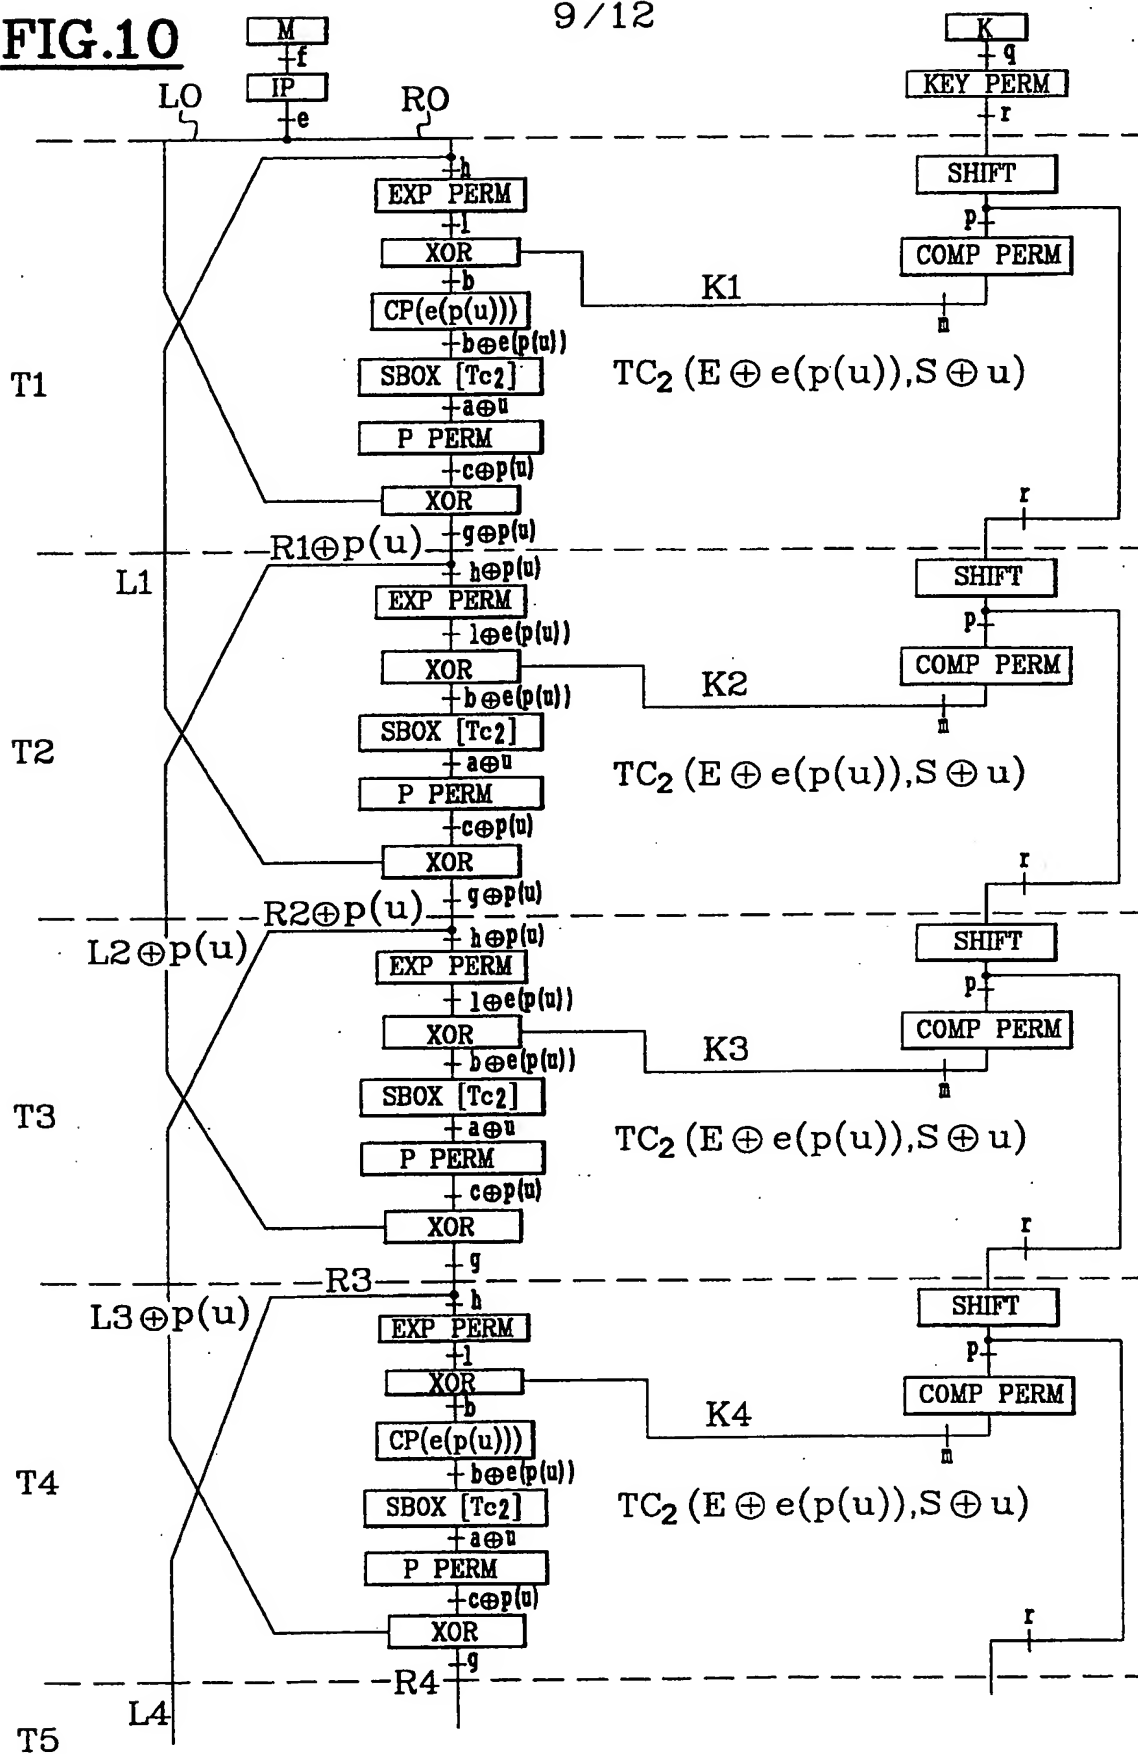 9/12
FIG.10
M
K
f
q
IP
KEY PERM
L0
R0
e
r
h
SHIFT
EXP PERM
l
p
XOR
COMP PERM
b
K1
m
CP(e(p(u)))
b⊕e(p(u))
T1
SBOX [Tc2]
TC2 (E ⊕ e(p(u)),S ⊕ u)
a⊕u
P PERM
c⊕p(u)
XOR
r
g⊕p(u)
R1⊕p(u)
L1
h⊕p(u)
SHIFT
EXP PERM
p
l⊕e(p(u))
XOR
COMP PERM
b⊕e(p(u))
K2
m
SBOX [Tc2]
T2
a⊕u
TC2 (E ⊕ e(p(u)),S ⊕ u)
P PERM
c⊕p(u)
XOR
r
g⊕p(u)
R2⊕p(u)
L2⊕p(u)
h⊕p(u)
SHIFT
EXP PERM
p
l⊕e(p(u))
XOR
COMP PERM
b⊕e(p(u))
K3
m
SBOX [Tc2]
T3
a⊕u
TC2 (E ⊕ e(p(u)),S ⊕ u)
P PERM
c⊕p(u)
XOR
r
g
R3
L3⊕p(u)
h
SHIFT
EXP PERM
l
p
XOR
COMP PERM
b
K4
m
CP(e(p(u)))
b⊕e(p(u))
T4
SBOX [Tc2]
TC2 (E ⊕ e(p(u)),S ⊕ u)
a⊕u
P PERM
c⊕p(u)
XOR
r
g
R4
L4
T5